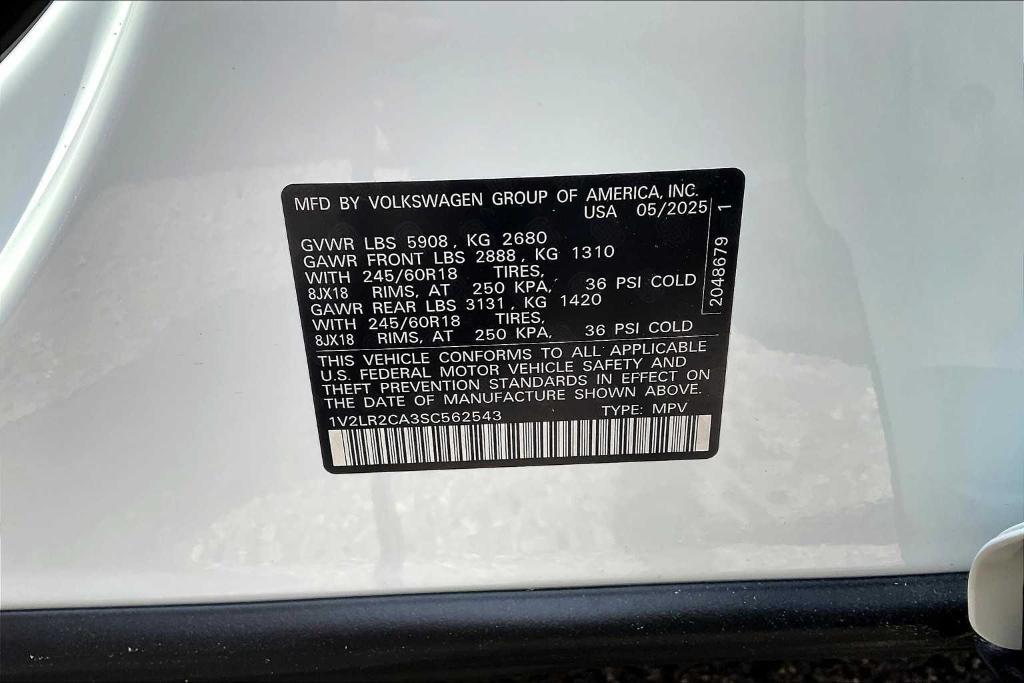 MFD BY VOLKSWAGEN GROUP OF AMERICA, INC.
USA 05/2025
GVWR LBS 5908, KG 2680
GAWR FRONT LBS 2888, KG 1310
WITH 245/60R18 TIRES,
8JX18 RIMS, AT 250 KPA, 36 PSI COLD
GAWR REAR LBS 3131, KG 1420
WITH 245/60R18 TIRES,
8JX18 RIMS, AT 250 KPA, 36 PSI COLD
THIS VEHICLE CONFORMS TO ALL APPLICABLE
U.S. FEDERAL MOTOR VEHICLE SAFETY AND
THEFT PREVENTION STANDARDS IN EFFECT ON
THE DATE OF MANUFACTURE SHOWN ABOVE.
1V2LR2CA3SC562543 TYPE: MPV
2048679 1